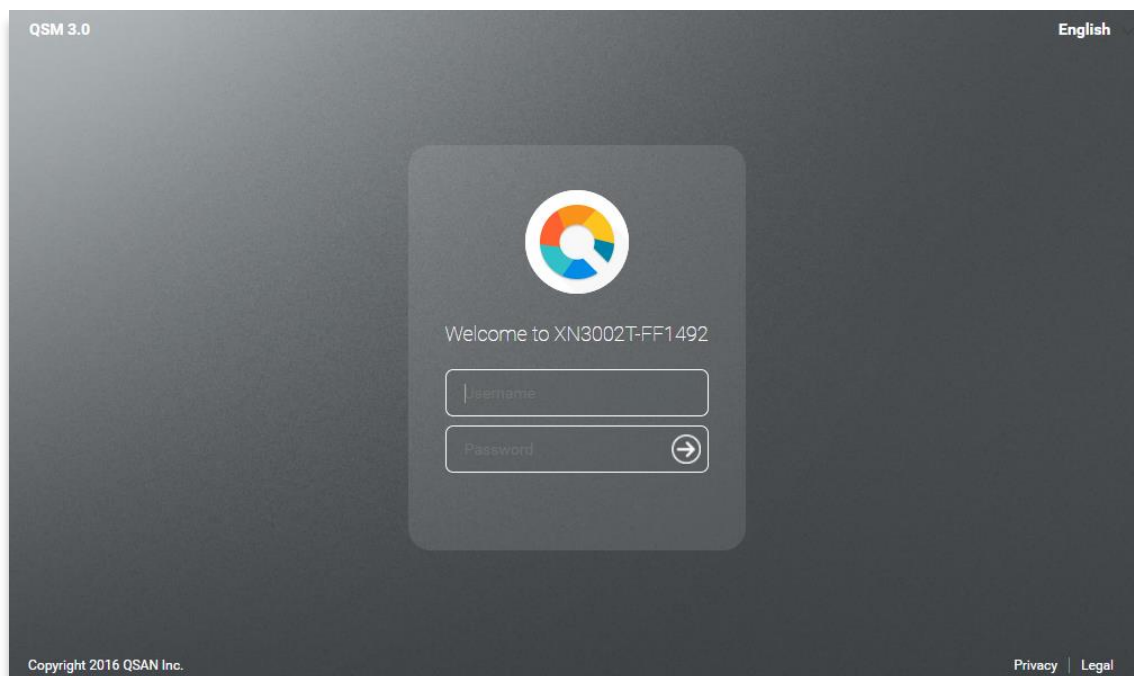 QSM 3.0
English
Welcome to XN3002T-FF1492
Username
Password
Copyright 2016 QSAN Inc.
Privacy | Legal